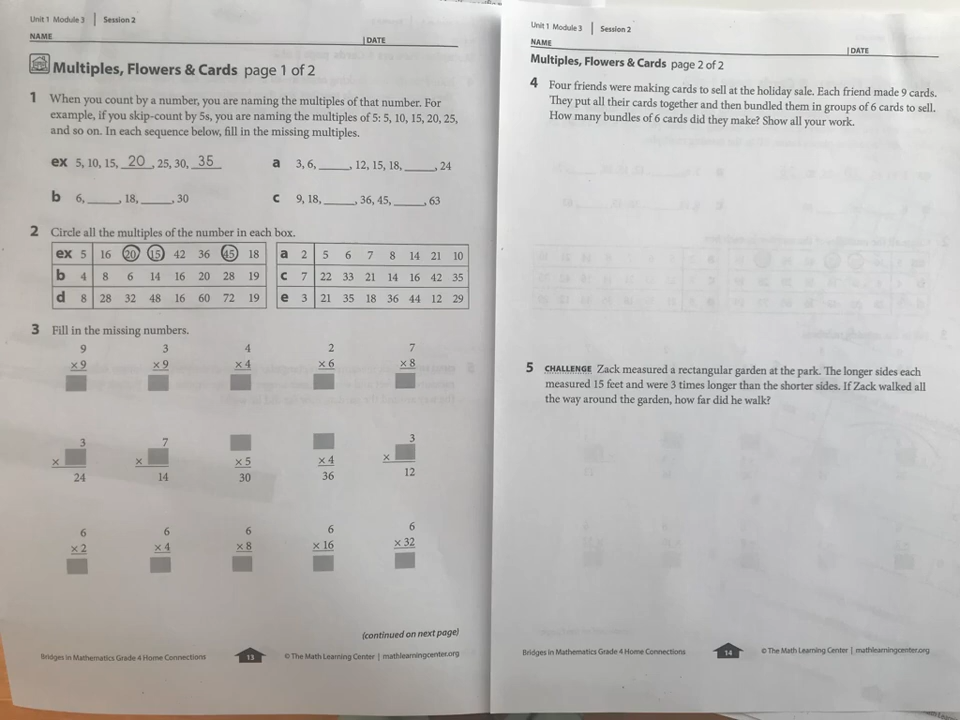 Unit 1 Module 3 | Session 2
NAME | DATE
Multiples, Flowers & Cards page 1 of 2
1 When you count by a number, you are naming the multiples of that number. For
example, if you skip-count by 5s, you are naming the multiples of 5: 5, 10, 15, 20, 25,
and so on. In each sequence below, fill in the missing multiples.
ex 5, 10, 15, 20, 25, 30, 35
a 3, 6, _____, 12, 15, 18, _____, 24
b 6, _____, 18, _____, 30
c 9, 18, _____, 36, 45, _____, 63
2 Circle all the multiples of the number in each box.
ex 5 16 20 15 42 36 45 18
a 2 5 6 7 8 14 21 10
b 4 8 6 14 16 20 28 19
c 7 22 33 21 14 16 42 35
d 8 28 32 48 16 60 72 19
e 3 21 35 18 36 44 12 29
3 Fill in the missing numbers.
9 3 4 2 7
× 9 × 9 × 4 × 6 × 8
3 7 3
× × × 5 × 4 ×
24 14 30 36 12
6 6 6 6 6
× 2 × 4 × 8 × 16 × 32
(continued on next page)
Bridges in Mathematics Grade 4 Home Connections 13 © The Math Learning Center | mathlearningcenter.org
Unit 1 Module 3 | Session 2
NAME | DATE
Multiples, Flowers & Cards page 2 of 2
4 Four friends were making cards to sell at the holiday sale. Each friend made 9 cards.
They put all their cards together and then bundled them in groups of 6 cards to sell.
How many bundles of 6 cards did they make? Show all your work.
5 CHALLENGE Zack measured a rectangular garden at the park. The longer sides each
measured 15 feet and were 3 times longer than the shorter sides. If Zack walked all
the way around the garden, how far did he walk?
Bridges in Mathematics Grade 4 Home Connections 14 © The Math Learning Center | mathlearningcenter.org